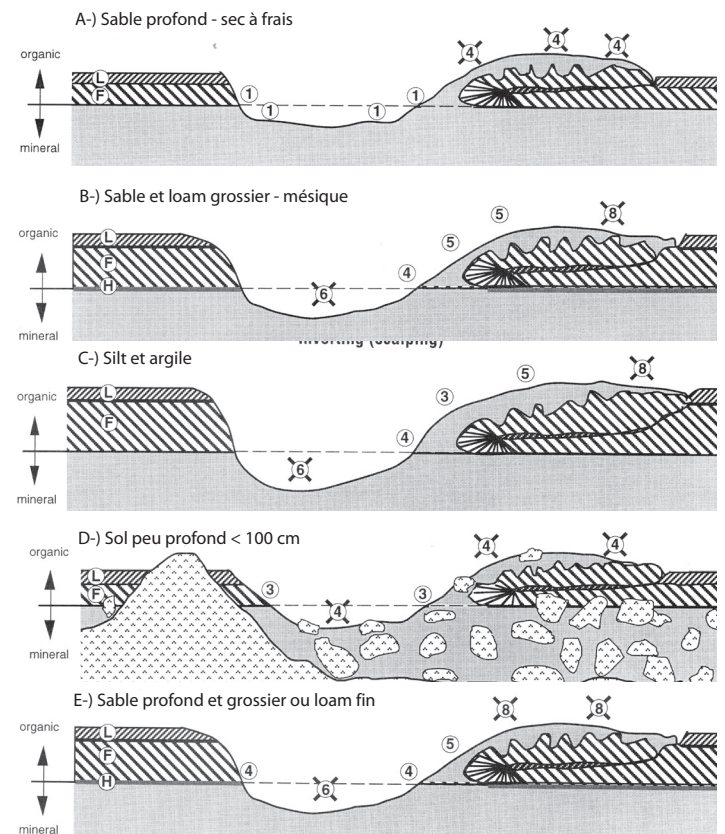 A-) Sable profond - sec à frais
4 4 4
organic
L
F
1 1 1 1
mineral
B-) Sable et loam grossier - mésique
5 8
organic
L
5
F
4
H
6
mineral
C-) Silt et argile
5 8
organic
L
3
F
4
6
mineral
D-) Sol peu profond < 100 cm
organic
4 4
L
F
3 3
4
mineral
E-) Sable profond et grossier ou loam fin
8 8
organic
L
5
F
4 4
H
6
mineral